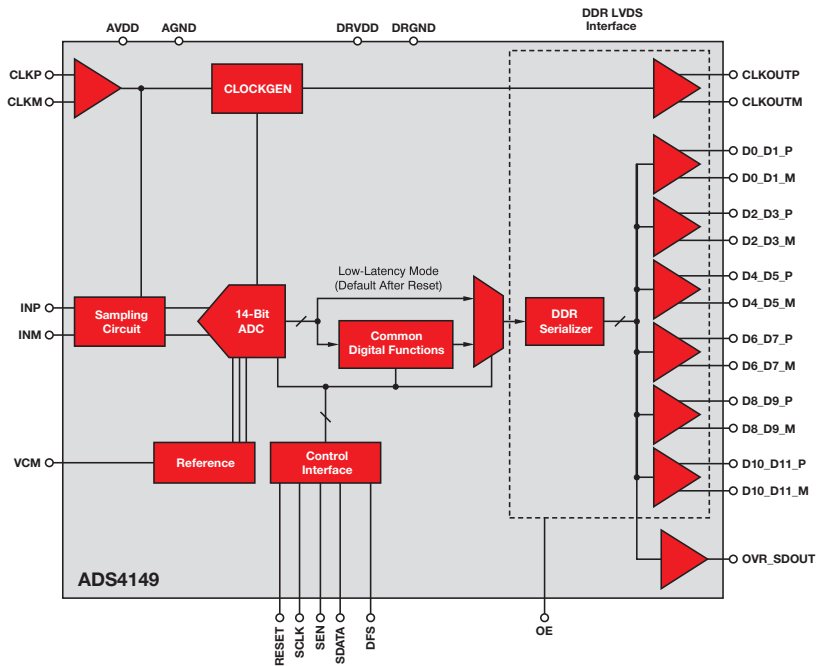 DDR LVDS
Interface
AVDD
AGND
DRVDD
DRGND
CLKP
CLKM
CLOCKGEN
CLKOUTP
CLKOUTM
D0_D1_P
D0_D1_M
D2_D3_P
D2_D3_M
Low-Latency Mode
(Default After Reset)
D4_D5_P
D4_D5_M
INP
INM
Sampling
Circuit
14-Bit
ADC
Common
Digital Functions
DDR
Serializer
D6_D7_P
D6_D7_M
D8_D9_P
D8_D9_M
VCM
Reference
Control
Interface
D10_D11_P
D10_D11_M
OVR_SDOUT
ADS4149
RESET
SCLK
SEN
SDATA
DFS
OE